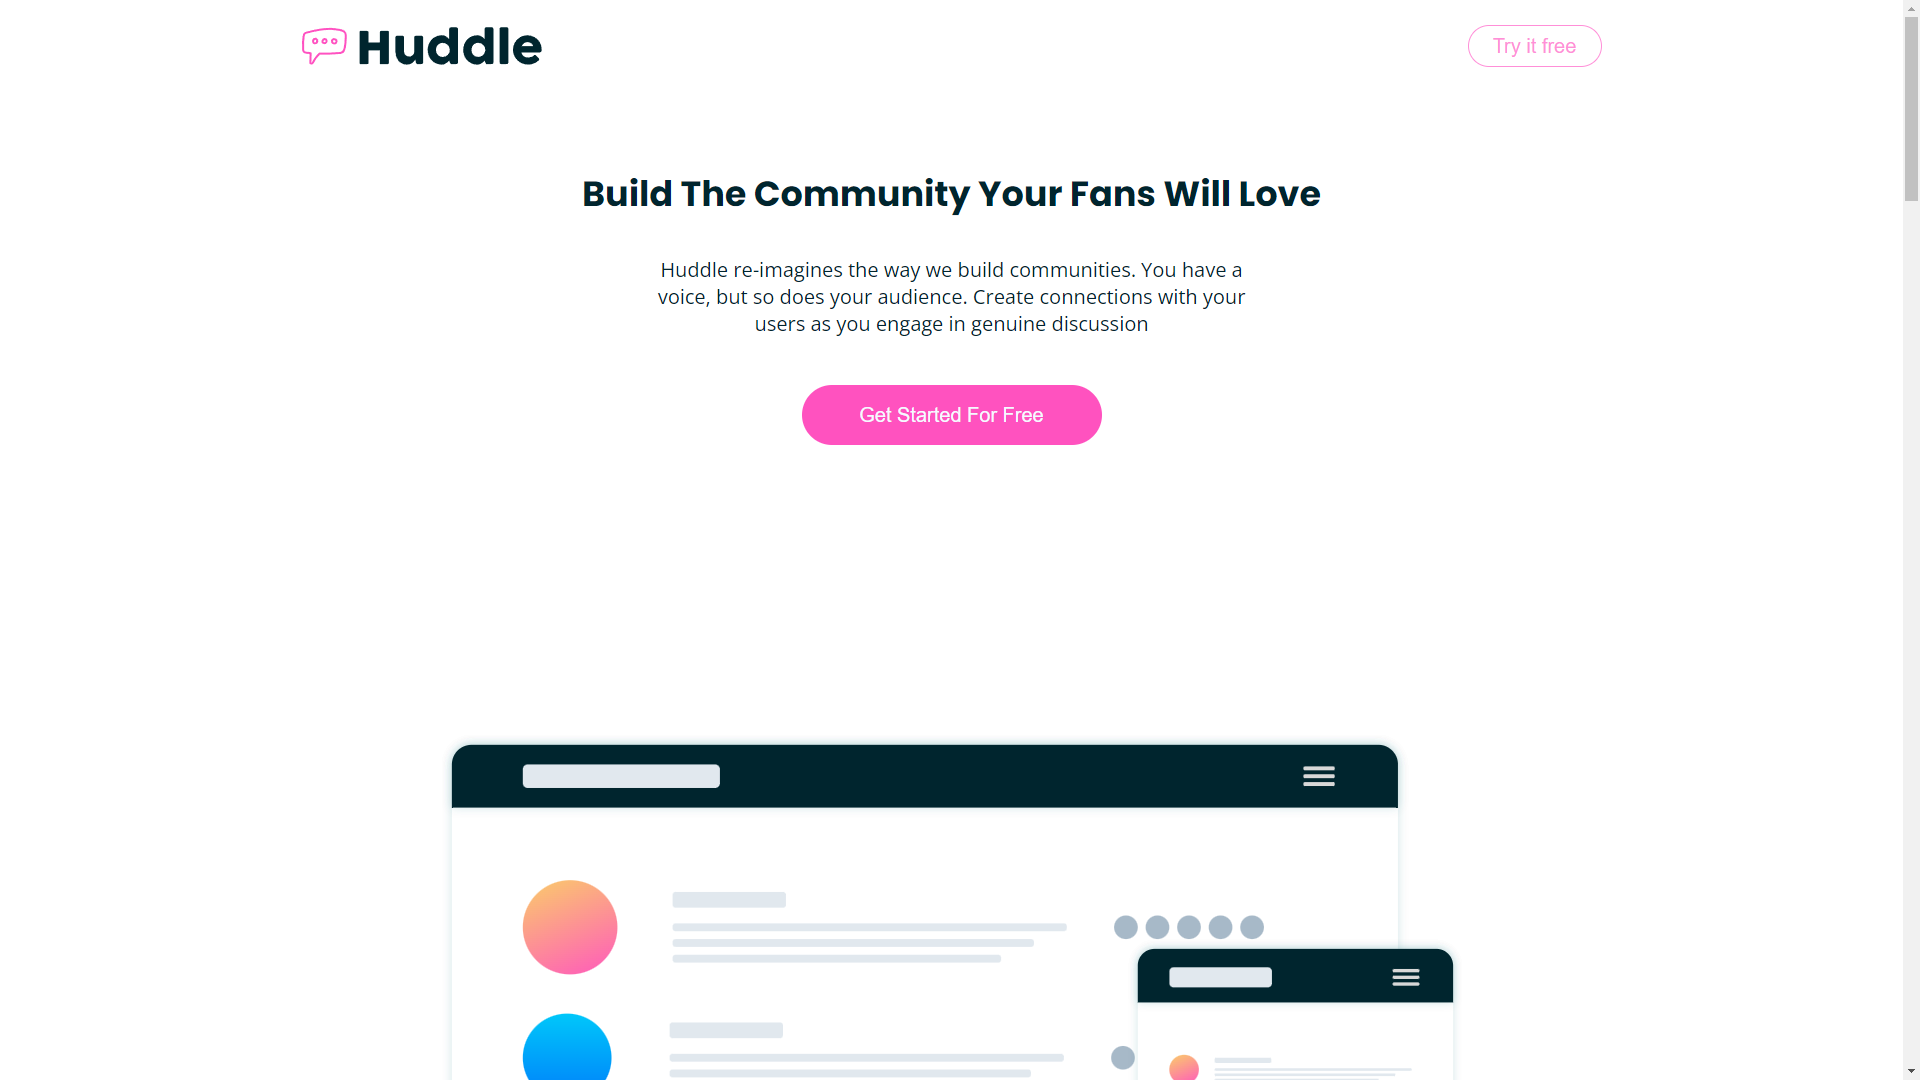 Huddle
Try it free
Build The Community Your Fans Will Love
Huddle re-imagines the way we build communities. You have a
voice, but so does your audience. Create connections with your
users as you engage in genuine discussion
Get Started For Free